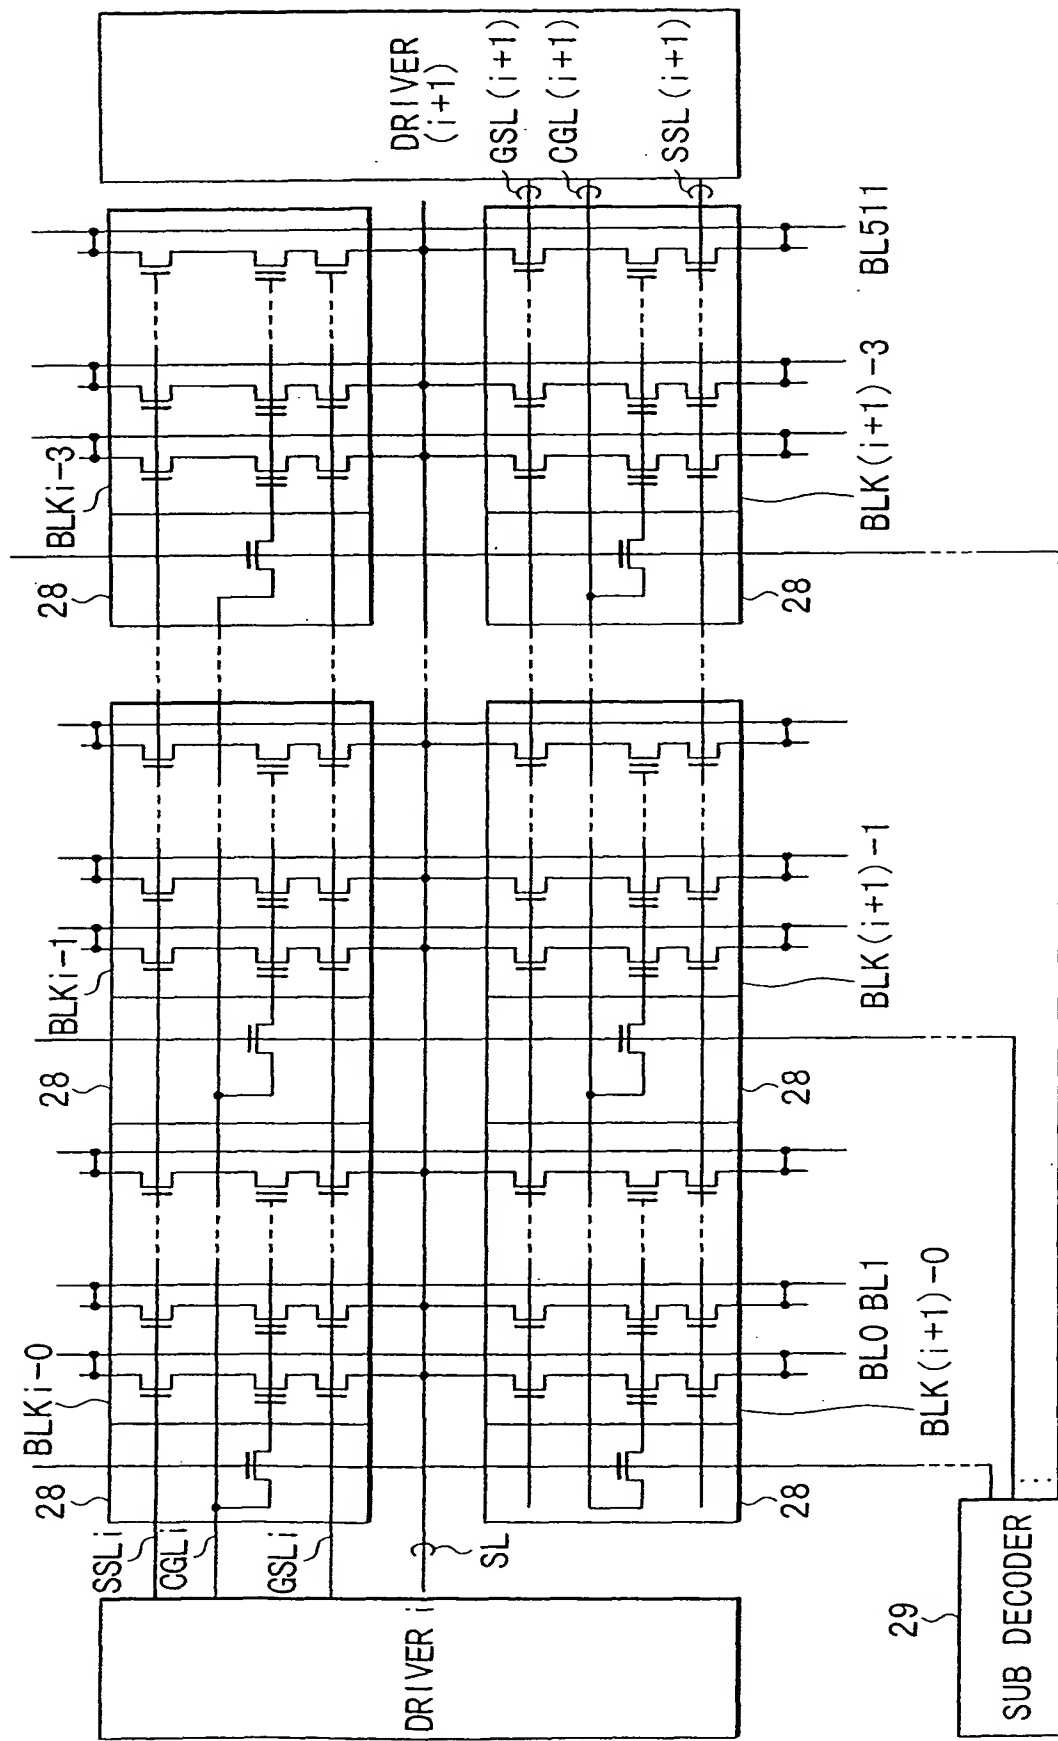 DRIVER i
SSLi
CGLi
GSLi
SL
28
28
28
BLKi-0
BLKi-1
BLKi-3
DRIVER
(i+1)
GSL(i+1)
CGL(i+1)
SSL(i+1)
28
28
28
BL0 BL1
BL511
BLK(i+1)-0
BLK(i+1)-1
BLK(i+1)-3
29
SUB DECODER